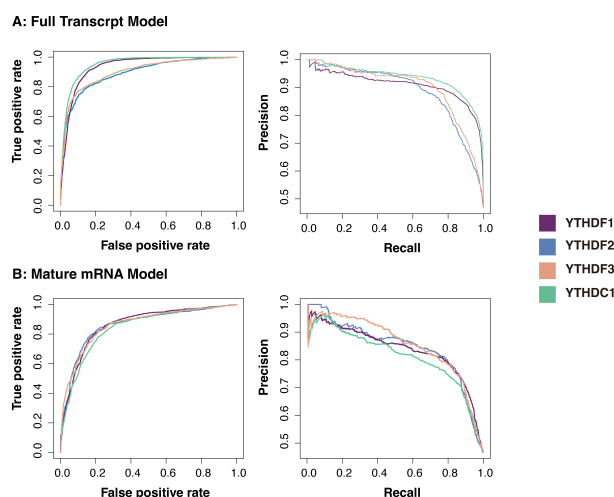 A: Full Transcrpt Model
True positive rate
0.0 0.2 0.4 0.6 0.8 1.0
0.0 0.2 0.4 0.6 0.8 1.0
False positive rate
Precision
0.5 0.6 0.7 0.8 0.9 1.0
0.0 0.2 0.4 0.6 0.8 1.0
Recall
YTHDF1
YTHDF2
YTHDF3
YTHDC1
B: Mature mRNA Model
True positive rate
0.0 0.2 0.4 0.6 0.8 1.0
0.0 0.2 0.4 0.6 0.8 1.0
False positive rate
Precision
0.5 0.6 0.7 0.8 0.9 1.0
0.0 0.2 0.4 0.6 0.8 1.0
Recall